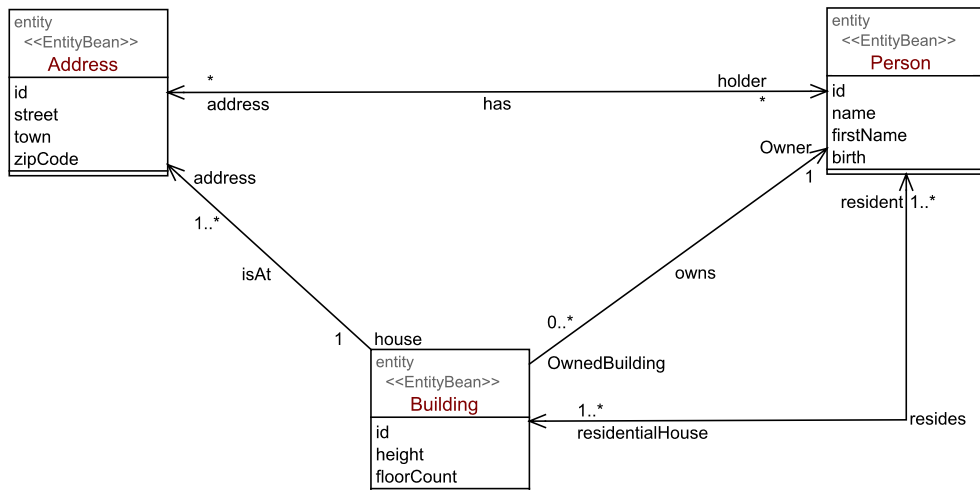 entity
<<EntityBean>>
Address
id
street
town
zipCode
entity
<<EntityBean>>
Person
id
name
firstName
birth
*
address
has
holder
*
Owner
1
resident 1..*
address
1..*
isAt
owns
1 house
0..*
OwnedBuilding
entity
<<EntityBean>>
Building
id
height
floorCount
1..*
residentialHouse
resides